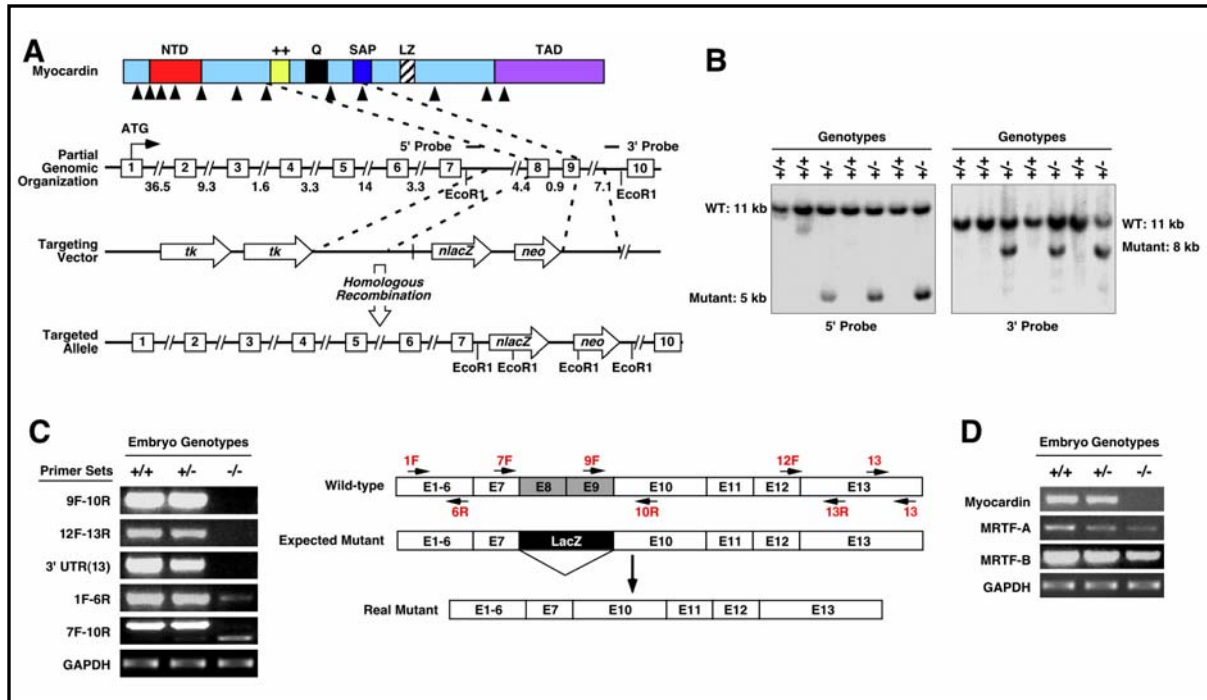 A
NTD ++ Q SAP LZ TAD
Myocardin
ATG
5' Probe 3' Probe
Partial
Genomic
Organization
1 2 3 4 5 6 7 8 9 10
36.5 9.3 1.6 3.3 14 3.3 4.4 0.9 7.1
EcoR1 EcoR1
Targeting
Vector
tk tk nlacZ neo
Homologous
Recombination
Targeted
Allele
1 2 3 4 5 6 7 nlacZ neo 10
EcoR1 EcoR1 EcoR1 EcoR1
B
Genotypes
+/+ +/+ +/- +/+ +/- +/+ +/-
WT: 11 kb
Mutant: 5 kb
5' Probe
Genotypes
+/+ +/+ +/- +/+ +/- +/+ +/-
WT: 11 kb
Mutant: 8 kb
3' Probe
C
Embryo Genotypes
Primer Sets +/+ +/- -/-
9F-10R
12F-13R
3' UTR(13)
1F-6R
7F-10R
GAPDH
1F 7F 9F 12F 13
Wild-type E1-6 E7 E8 E9 E10 E11 E12 E13
6R 10R 13R 13
Expected Mutant E1-6 E7 LacZ E10 E11 E12 E13
Real Mutant E1-6 E7 E10 E11 E12 E13
D
Embryo Genotypes
+/+ +/- -/-
Myocardin
MRTF-A
MRTF-B
GAPDH